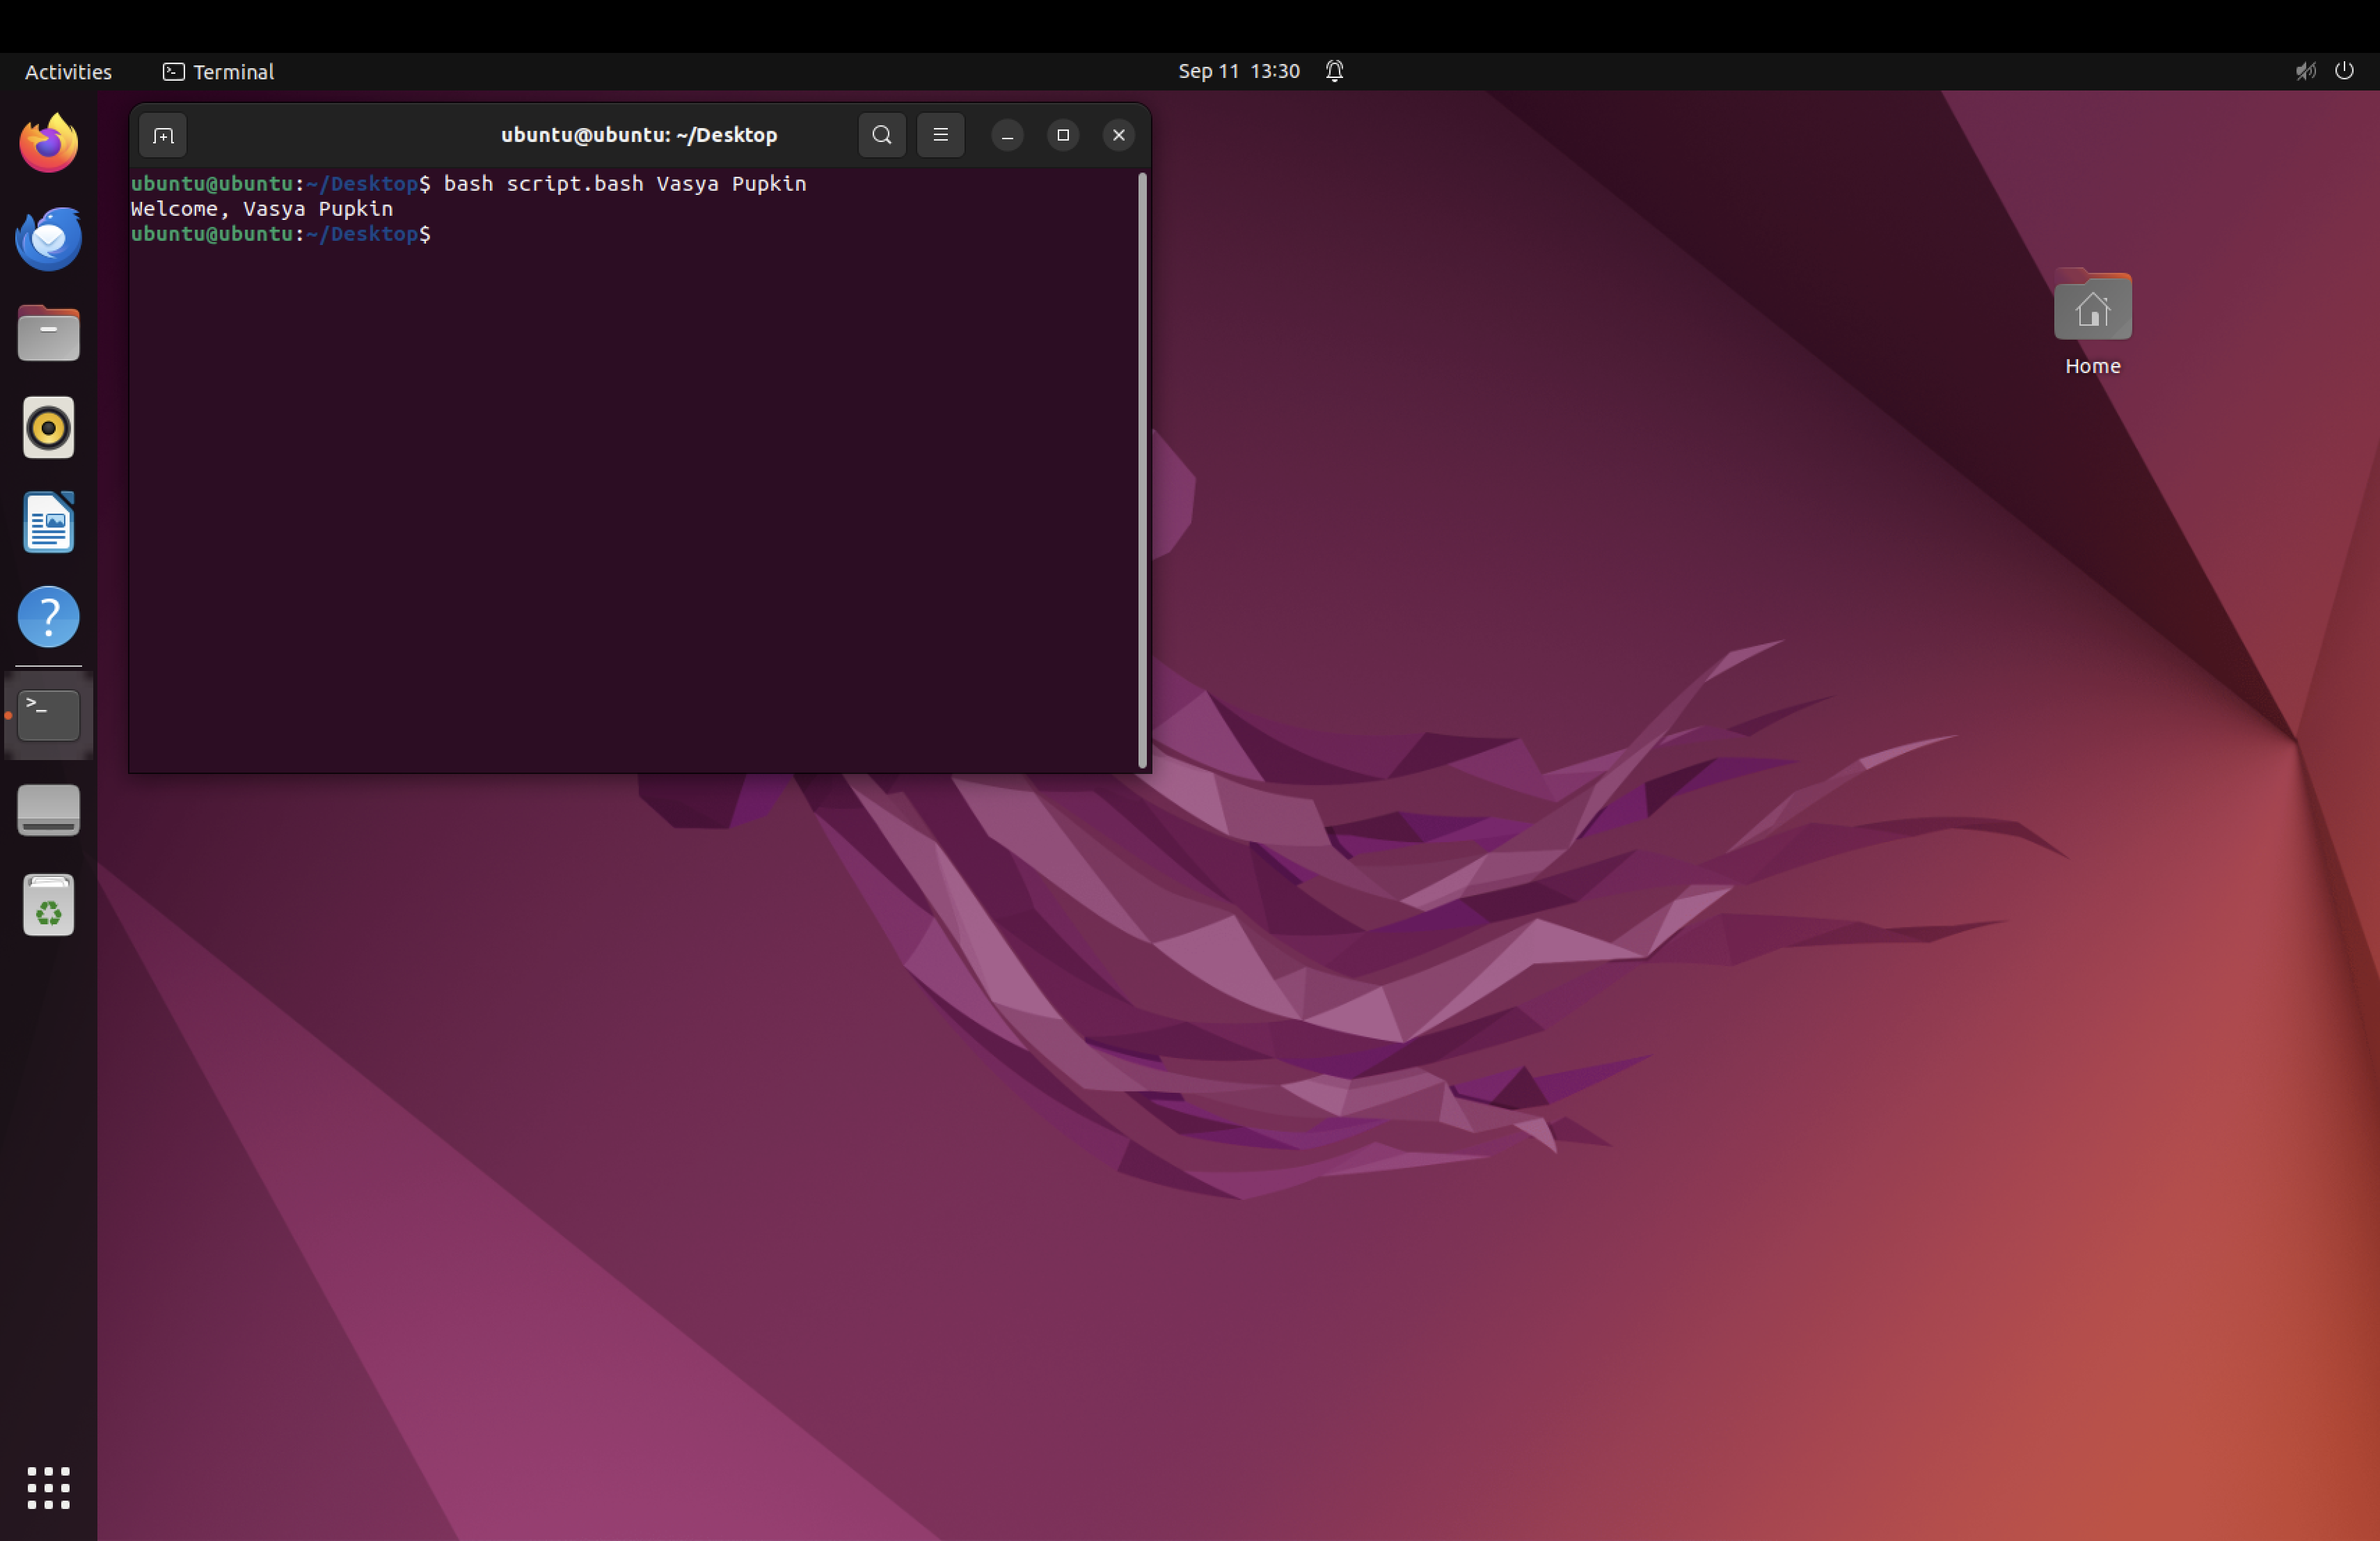 Activities Terminal Sep 11 13:30
ubuntu@ubuntu: ~/Desktop
ubuntu@ubuntu:~/Desktop$ bash script.bash Vasya Pupkin
Welcome, Vasya Pupkin
ubuntu@ubuntu:~/Desktop$
Home